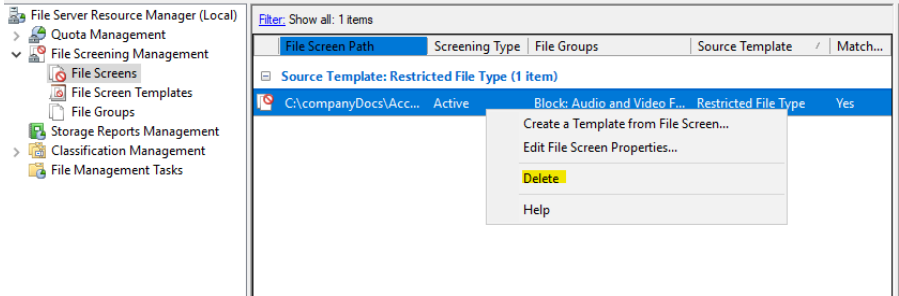 File Server Resource Manager (Local)
Quota Management
File Screening Management
File Screens
File Screen Templates
File Groups
Storage Reports Management
Classification Management
File Management Tasks
Filter: Show all: 1 items
File Screen Path Screening Type File Groups Source Template / Match...
Source Template: Restricted File Type (1 item)
C:\companyDocs\Acc... Active Block: Audio and Video F... Restricted File Type Yes
Create a Template from File Screen...
Edit File Screen Properties...
Delete
Help